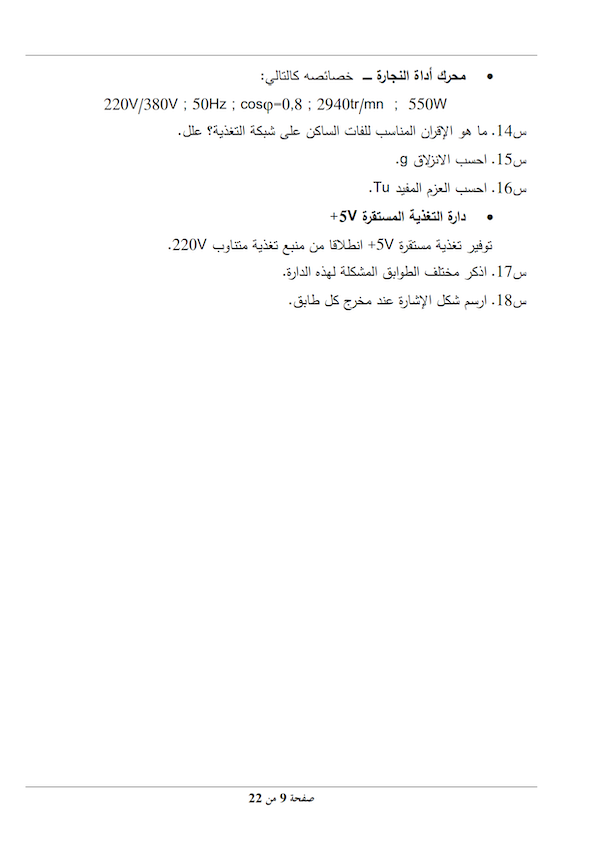 • محرك أداة النجارة ــ خصائصه كالتالي:
220V/380V ; 50Hz ; cosφ=0,8 ; 2940tr/mn ; 550W
س14. ما هو الإقران المناسب للفات الساكن على شبكة التغذية؟ علل.
س15. احسب الانزلاق g.
س16. احسب العزم المفيد Tu.
• دارة التغذية المستقرة 5V+
توفير تغذية مستقرة 5V+ انطلاقا من منبع تغذية متناوب 220V.
س17. اذكر مختلف الطوابق المشكلة لهذه الدارة.
س18. ارسم شكل الإشارة عند مخرج كل طابق.
صفحة 9 من 22